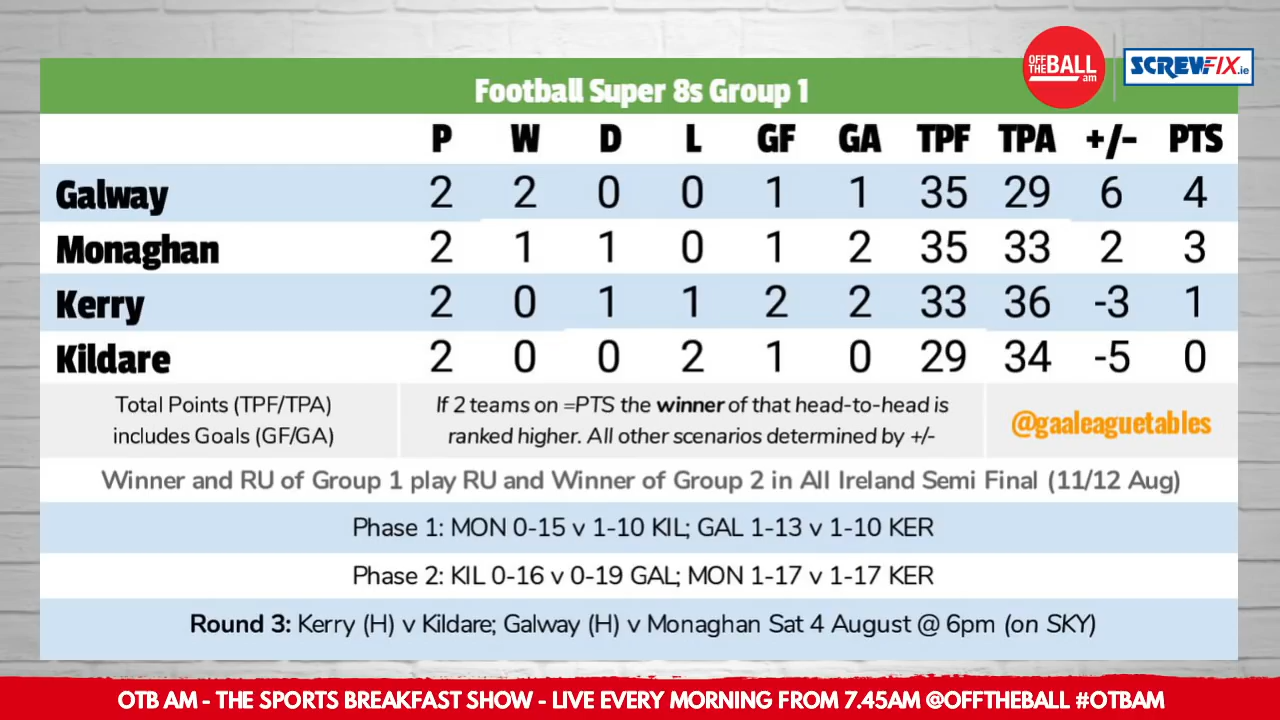 OFF THE BALL am
SCREWFIX.ie
Football Super 8s Group 1
P W D L GF GA TPF TPA +/- PTS
Galway 2 2 0 0 1 1 35 29 6 4
Monaghan 2 1 1 0 1 2 35 33 2 3
Kerry 2 0 1 1 2 2 33 36 -3 1
Kildare 2 0 0 2 1 0 29 34 -5 0
Total Points (TPF/TPA)
includes Goals (GF/GA)
If 2 teams on =PTS the winner of that head-to-head is
ranked higher. All other scenarios determined by +/-
@gaaleaguetables
Winner and RU of Group 1 play RU and Winner of Group 2 in All Ireland Semi Final (11/12 Aug)
Phase 1: MON 0-15 v 1-10 KIL; GAL 1-13 v 1-10 KER
Phase 2: KIL 0-16 v 0-19 GAL; MON 1-17 v 1-17 KER
Round 3: Kerry (H) v Kildare; Galway (H) v Monaghan Sat 4 August @ 6pm (on SKY)
OTB AM - THE SPORTS BREAKFAST SHOW - LIVE EVERY MORNING FROM 7.45AM @OFFTHEBALL #OTBAM